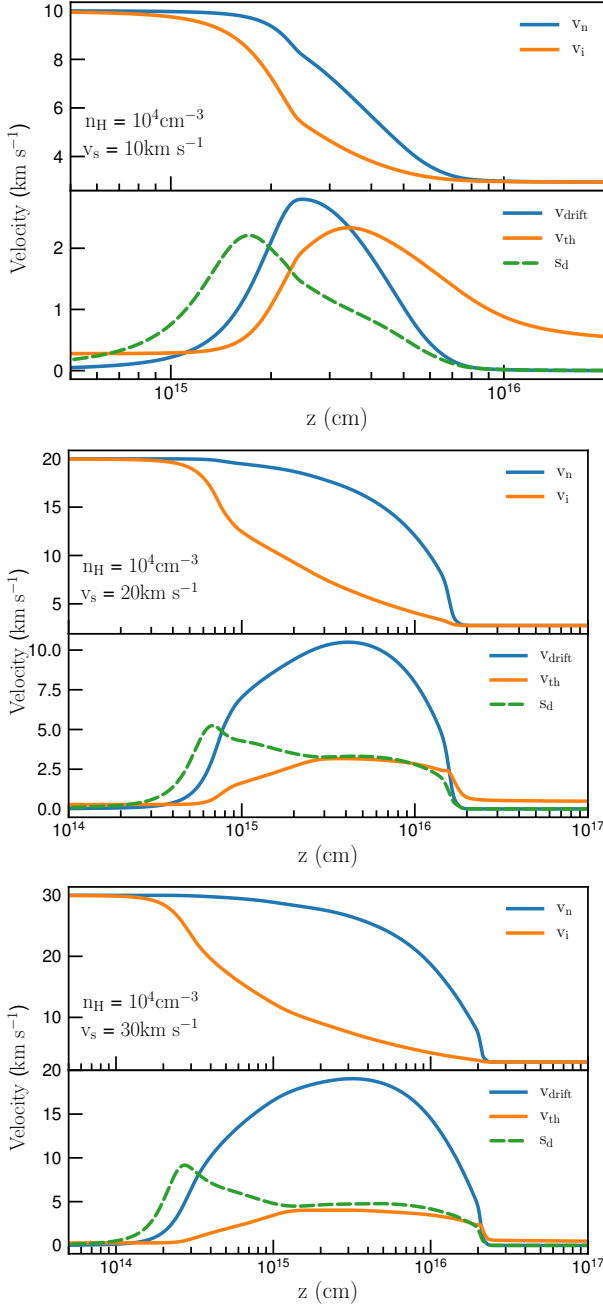 10
8
6
4
v_n
v_i
n_H = 10^4cm^-3
v_s = 10km s^-1
Velocity (km s^-1)
2
1
0
v_drift
v_th
s_d
10^15
10^16
z (cm)
20
15
10
5
v_n
v_i
n_H = 10^4cm^-3
v_s = 20km s^-1
Velocity (km s^-1)
10.0
7.5
5.0
2.5
0.0
v_drift
v_th
s_d
10^14
10^15
10^16
10^17
z (cm)
30
20
10
v_n
v_i
n_H = 10^4cm^-3
v_s = 30km s^-1
Velocity (km s^-1)
20
15
10
5
0
v_drift
v_th
s_d
10^14
10^15
10^16
10^17
z (cm)